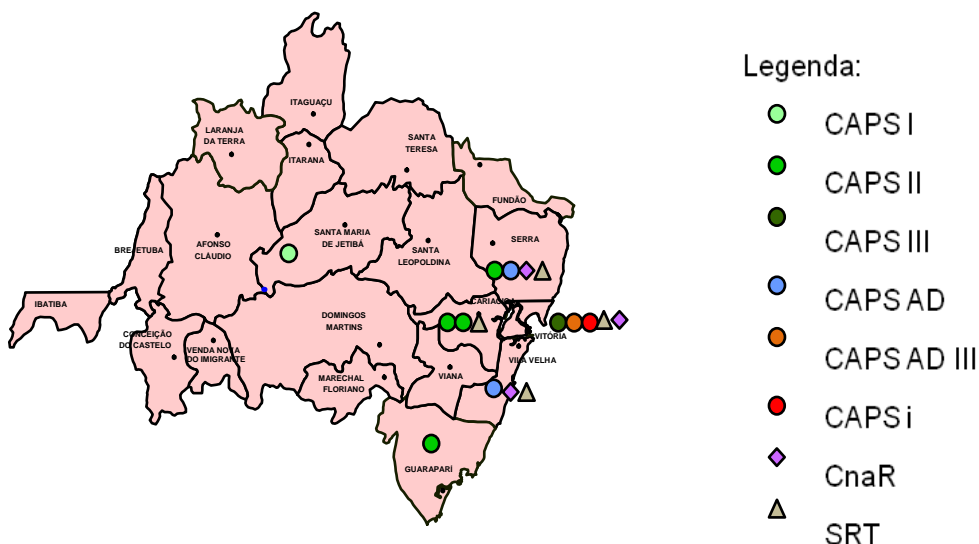 ITAGUAÇU
LARANJA
DA TERRA
ITARANA
SANTA
TERESA
FUNDÃO
SERRA
SANTA MARIA
DE JETIBÁ
SANTA
LEOPOLDINA
AFONSO
CLÁUDIO
BREJETUBA
IBATIBA
CONCEIÇÃO
DO CASTELO
VENDA NOVA
DO IMIGRANTE
DOMINGOS
MARTINS
MARECHAL
FLORIANO
CARIACICA
VITÓRIA
VILA VELHA
VIANA
GUARAPARÍ
Legenda:
CAPS I
CAPS II
CAPS III
CAPS AD
CAPS AD III
CAPS i
CnaR
SRT